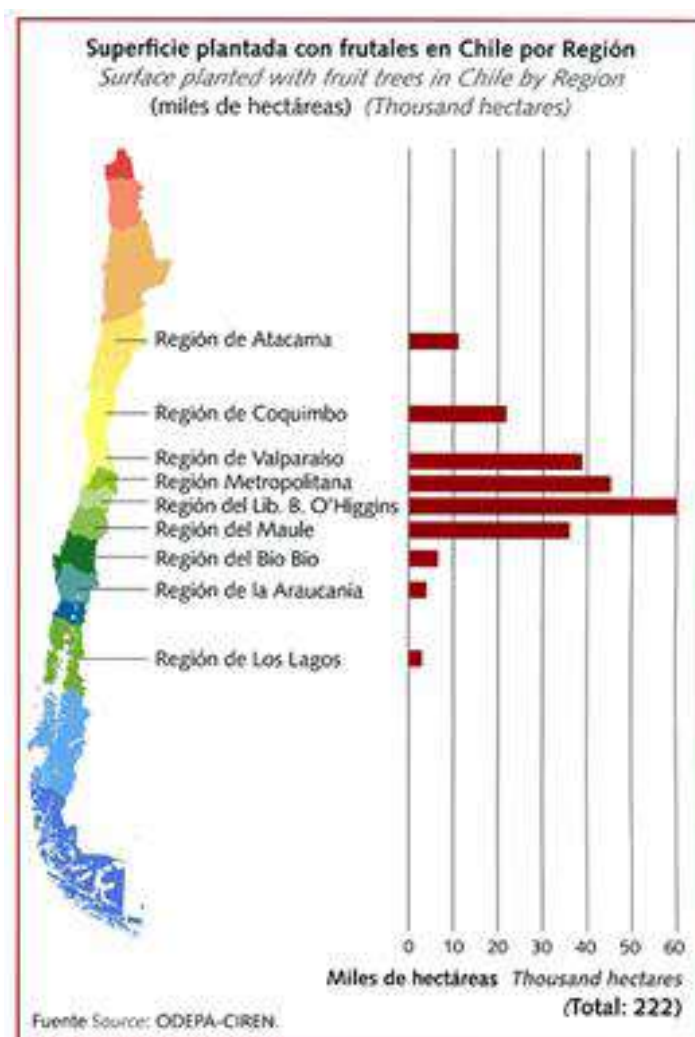 Superficie plantada con frutales en Chile por Región
Surface planted with fruit trees in Chile by Region
(miles de hectáreas) (Thousand hectares)
Región de Atacama
Región de Coquimbo
Región de Valparaíso
Región Metropolitana
Región del Lib. B. O'Higgins
Región del Maule
Región del Bio Bio
Región de la Araucanía
Región de Los Lagos
0 10 20 30 40 50 60
Miles de hectáreas Thousand hectares
(Total: 222)
Fuente Source: ODEPA-CIREN.